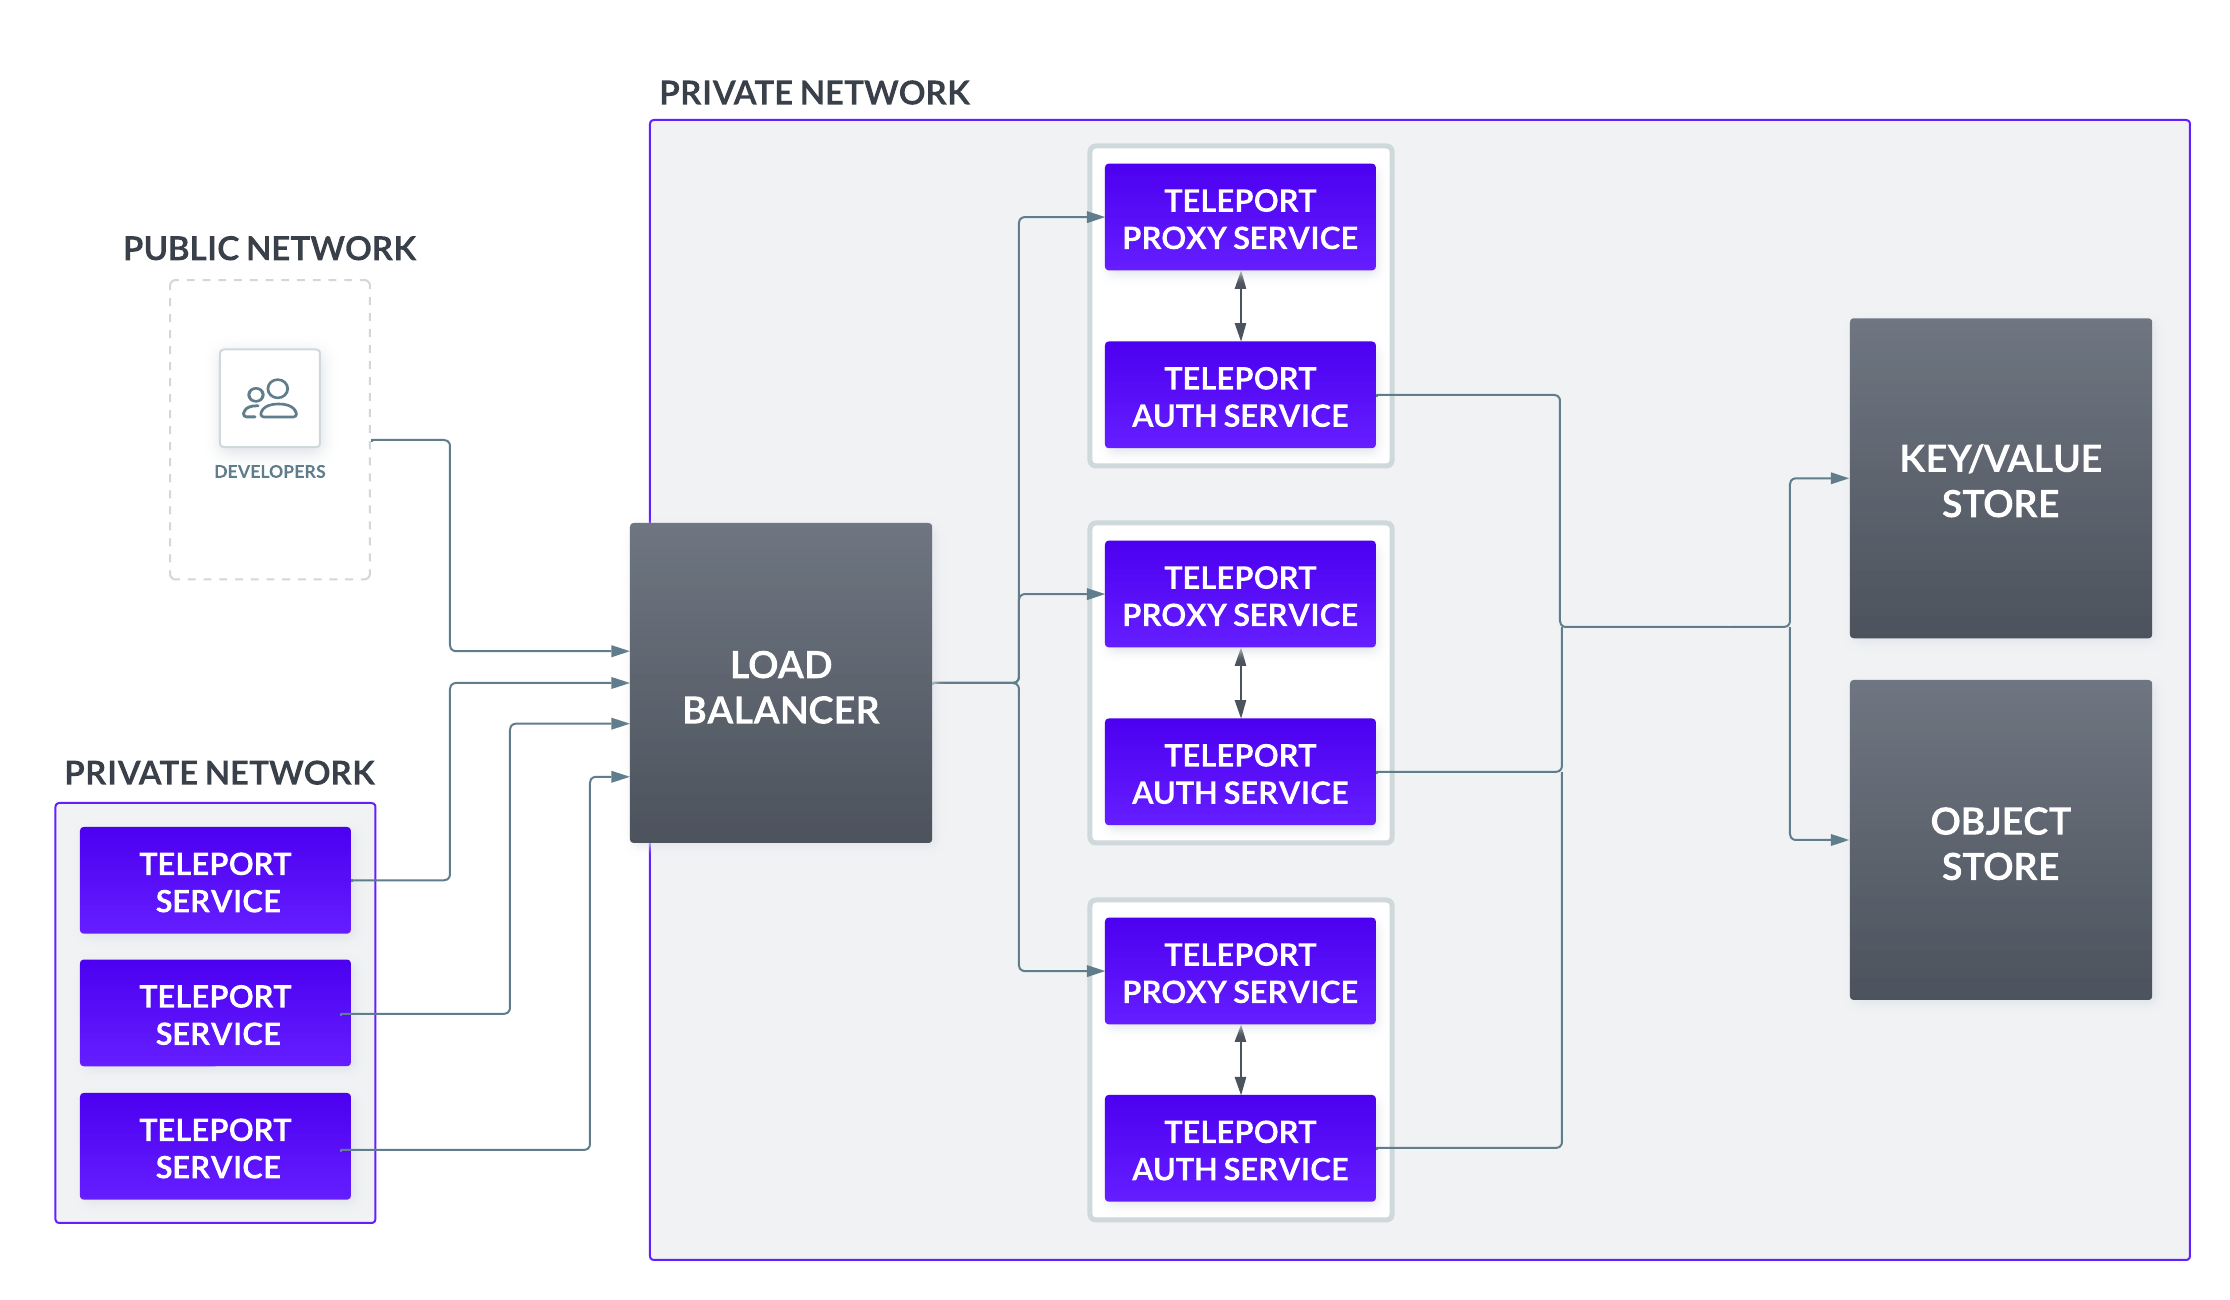 PRIVATE NETWORK
PUBLIC NETWORK
DEVELOPERS
PRIVATE NETWORK
TELEPORT
SERVICE
TELEPORT
SERVICE
TELEPORT
SERVICE
LOAD
BALANCER
TELEPORT
PROXY SERVICE
TELEPORT
AUTH SERVICE
TELEPORT
PROXY SERVICE
TELEPORT
AUTH SERVICE
TELEPORT
PROXY SERVICE
TELEPORT
AUTH SERVICE
KEY/VALUE
STORE
OBJECT
STORE